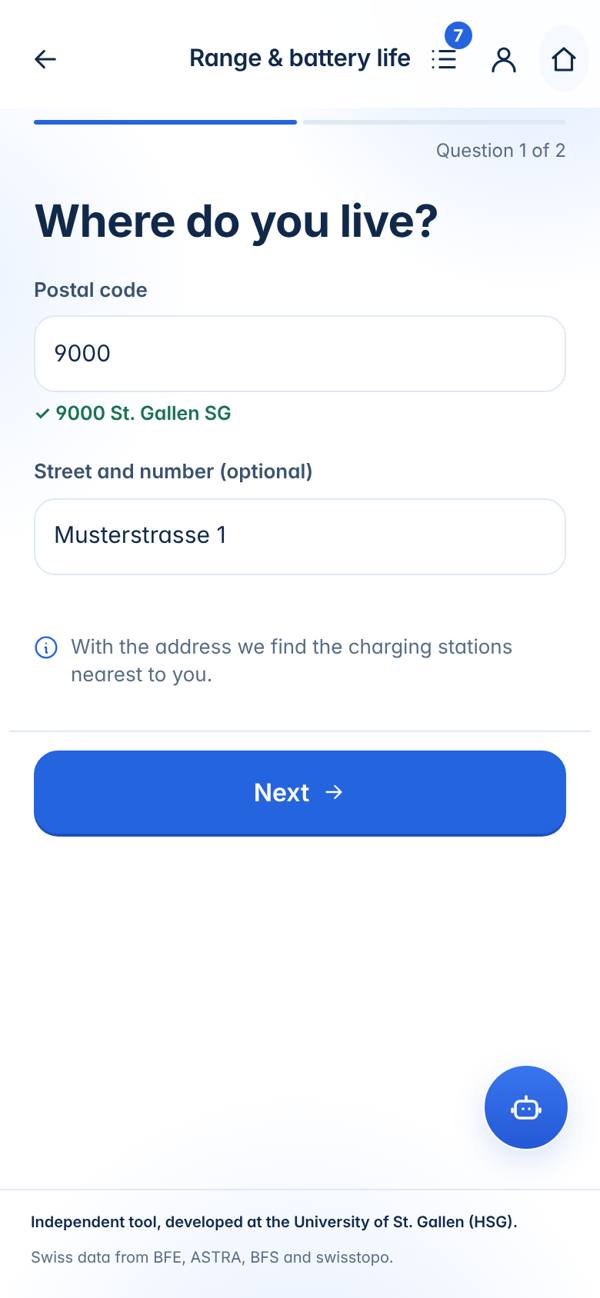 Range & battery life
7
Question 1 of 2
Where do you live?
Postal code
9000
✓ 9000 St. Gallen SG
Street and number (optional)
Musterstrasse 1
With the address we find the charging stations
nearest to you.
Next →
Independent tool, developed at the University of St. Gallen (HSG).
Swiss data from BFE, ASTRA, BFS and swisstopo.